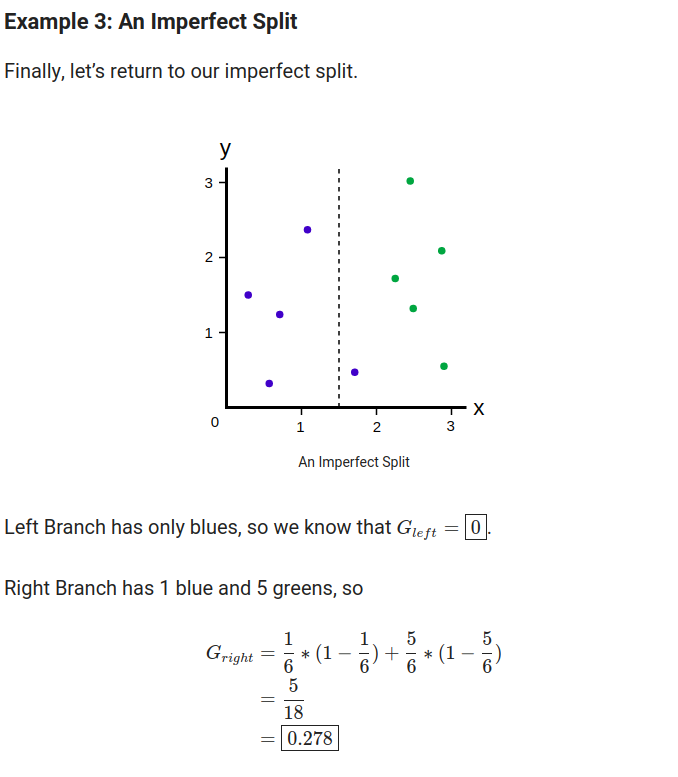 Example 3: An Imperfect Split
Finally, let’s return to our imperfect split.
y
3
2
1
0
1
2
3
x
An Imperfect Split
Left Branch has only blues, so we know that G_{left} = 0.
Right Branch has 1 blue and 5 greens, so
G_{right} = \frac{1}{6} * (1 − \frac{1}{6}) + \frac{5}{6} * (1 − \frac{5}{6})
= \frac{5}{18}
= 0.278